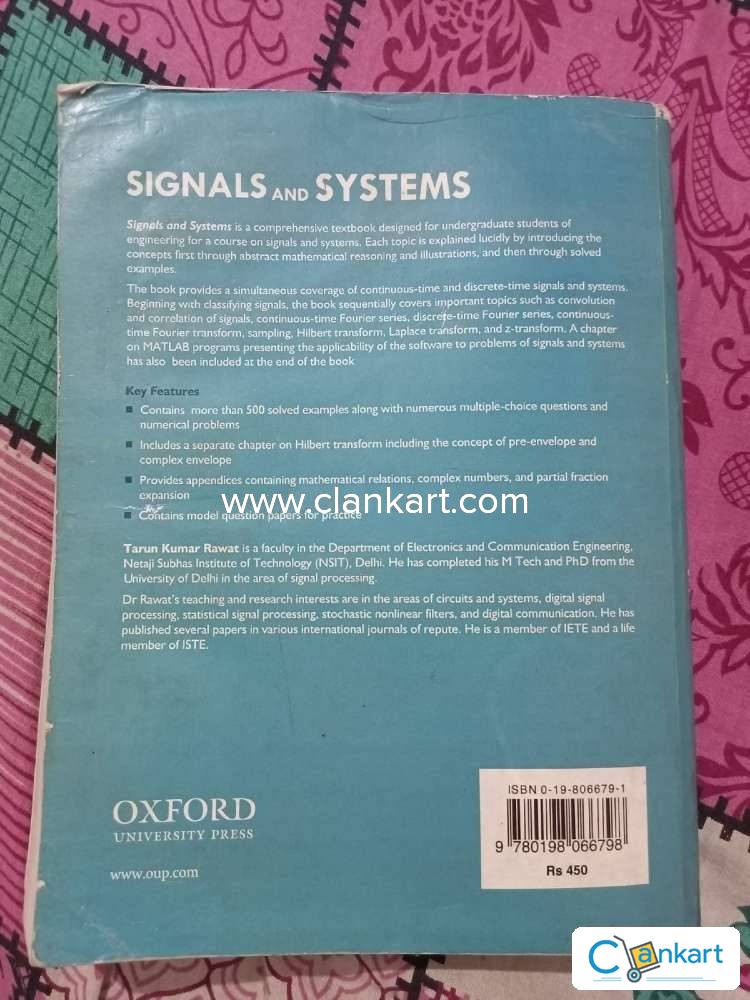 SIGNALS AND SYSTEMS
Signals and Systems is a comprehensive textbook designed for undergraduate students of
engineering for a course on signals and systems. Each topic is explained lucidly by introducing the
concepts first through abstract mathematical reasoning and illustrations, and then through solved
examples.
The book provides a simultaneous coverage of continuous-time and discrete-time signals and systems.
Beginning with classifying signals, the book sequentially covers important topics such as convolution
and correlation of signals, continuous-time Fourier series, discrete-time Fourier series, continuous-
time Fourier transform, sampling, Hilbert transform, Laplace transform, and z-transform. A chapter
on MATLAB programs presenting the applicability of the software to problems of signals and systems
has also been included at the end of the book
Key Features
Contains more than 500 solved examples along with numerous multiple-choice questions and
numerical problems
Includes a separate chapter on Hilbert transform including the concept of pre-envelope and
complex envelope
Provides appendices containing mathematical relations, complex numbers, and partial fraction
expansion
www.clankart.com
Contains model question papers for practice
Tarun Kumar Rawat is a faculty in the Department of Electronics and Communication Engineering,
Netaji Subhas Institute of Technology (NSIT), Delhi. He has completed his M Tech and PhD from the
University of Delhi in the area of signal processing.
Dr Rawat's teaching and research interests are in the areas of circuits and systems, digital signal
processing, statistical signal processing, stochastic nonlinear filters, and digital communication. He has
published several papers in various international journals of repute. He is a member of IETE and a life
member of ISTE.
OXFORD
UNIVERSITY PRESS
www.oup.com
ISBN 0-19-806679-1
9 780198 066798
Rs 450
Clankart